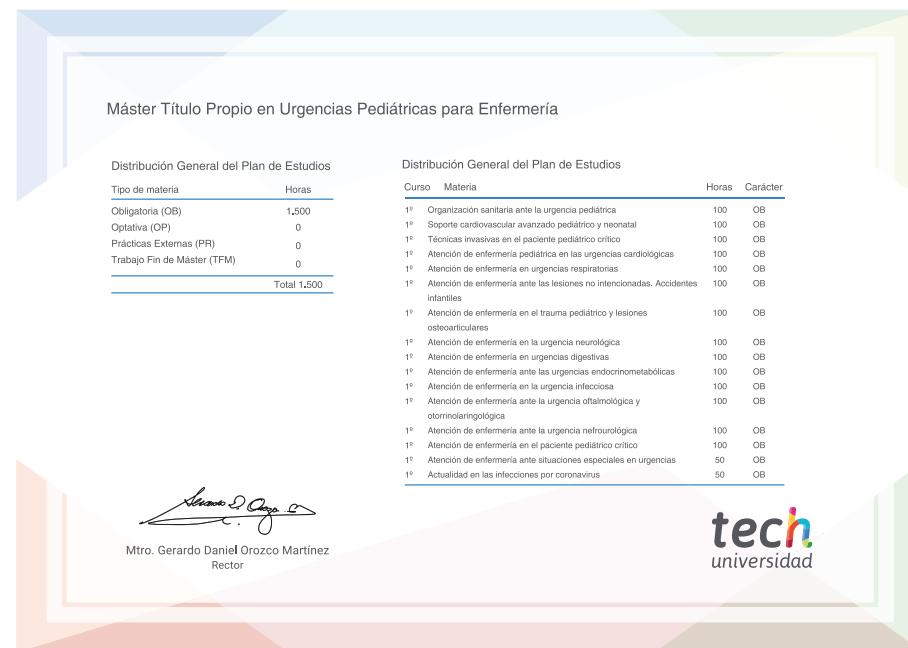 Máster Título Propio en Urgencias Pediátricas para Enfermería
Distribución General del Plan de Estudios
Tipo de materia Horas
Obligatoria (OB) 1.500
Optativa (OP) 0
Prácticas Externas (PR) 0
Trabajo Fin de Máster (TFM) 0
Total 1.500
Distribución General del Plan de Estudios
Curso Materia Horas Carácter
1º Organización sanitaria ante la urgencia pediátrica 100 OB
1º Soporte cardiovascular avanzado pediátrico y neonatal 100 OB
1º Técnicas invasivas en el paciente pediátrico crítico 100 OB
1º Atención de enfermería pediátrica en las urgencias cardiológicas 100 OB
1º Atención de enfermería en urgencias respiratorias 100 OB
1º Atención de enfermería ante las lesiones no intencionadas. Accidentes 100 OB
infantiles
1º Atención de enfermería en el trauma pediátrico y lesiones 100 OB
osteoarticulares
1º Atención de enfermería en la urgencia neurológica 100 OB
1º Atención de enfermería en urgencias digestivas 100 OB
1º Atención de enfermería ante las urgencias endocrinometabólicas 100 OB
1º Atención de enfermería en la urgencia infecciosa 100 OB
1º Atención de enfermería ante la urgencia oftalmológica y 100 OB
otorrinolaringológica
1º Atención de enfermería ante la urgencia nefrourológica 100 OB
1º Atención de enfermería en el paciente pediátrico crítico 100 OB
1º Atención de enfermería ante situaciones especiales en urgencias 50 OB
1º Actualidad en las infecciones por coronavirus 50 OB
Mtro. Gerardo Daniel Orozco Martínez
Rector
tech
universidad